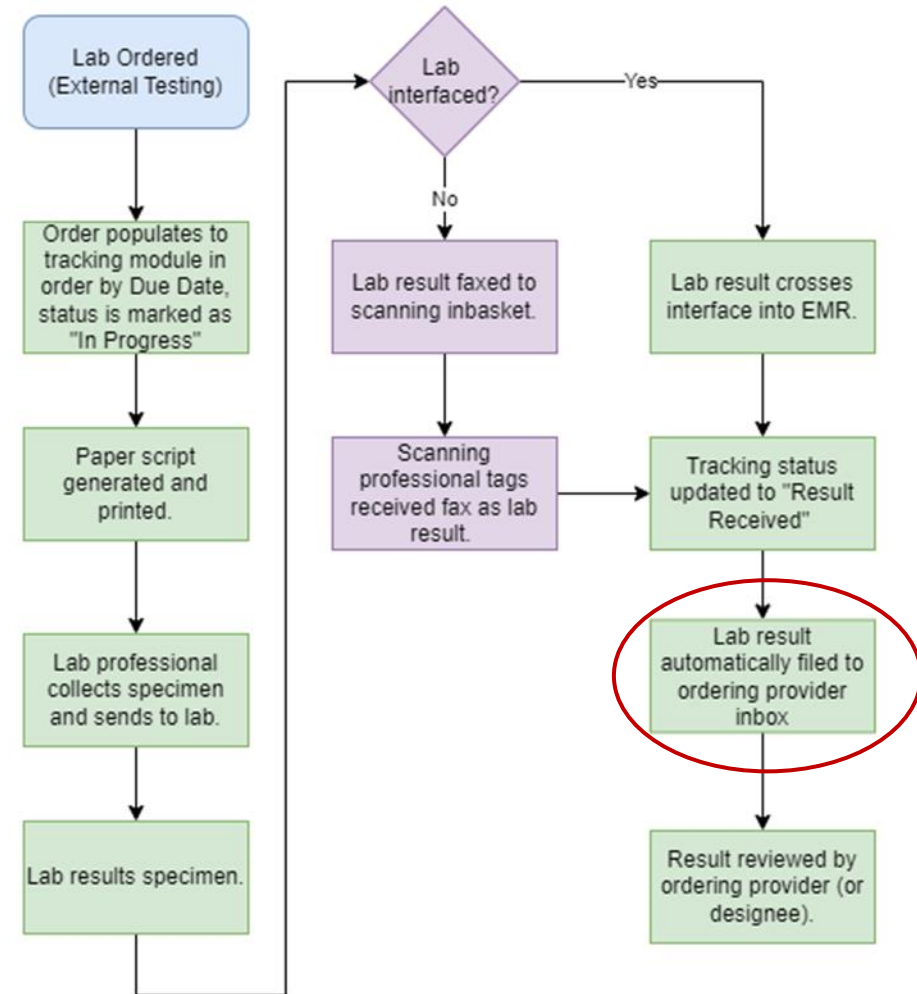 Lab Ordered
(External Testing)
Order populates to
tracking module in
order by Due Date,
status is marked as
"In Progress"
Paper script
generated and
printed.
Lab professional
collects specimen
and sends to lab.
Lab results specimen.
Lab
interfaced?
Yes
No
Lab result faxed to
scanning inbasket.
Scanning
professional tags
received fax as lab
result.
Lab result crosses
interface into EMR.
Tracking status
updated to "Result
Received"
Lab result
automatically filed to
ordering provider
inbox
Result reviewed by
ordering provider (or
designee).